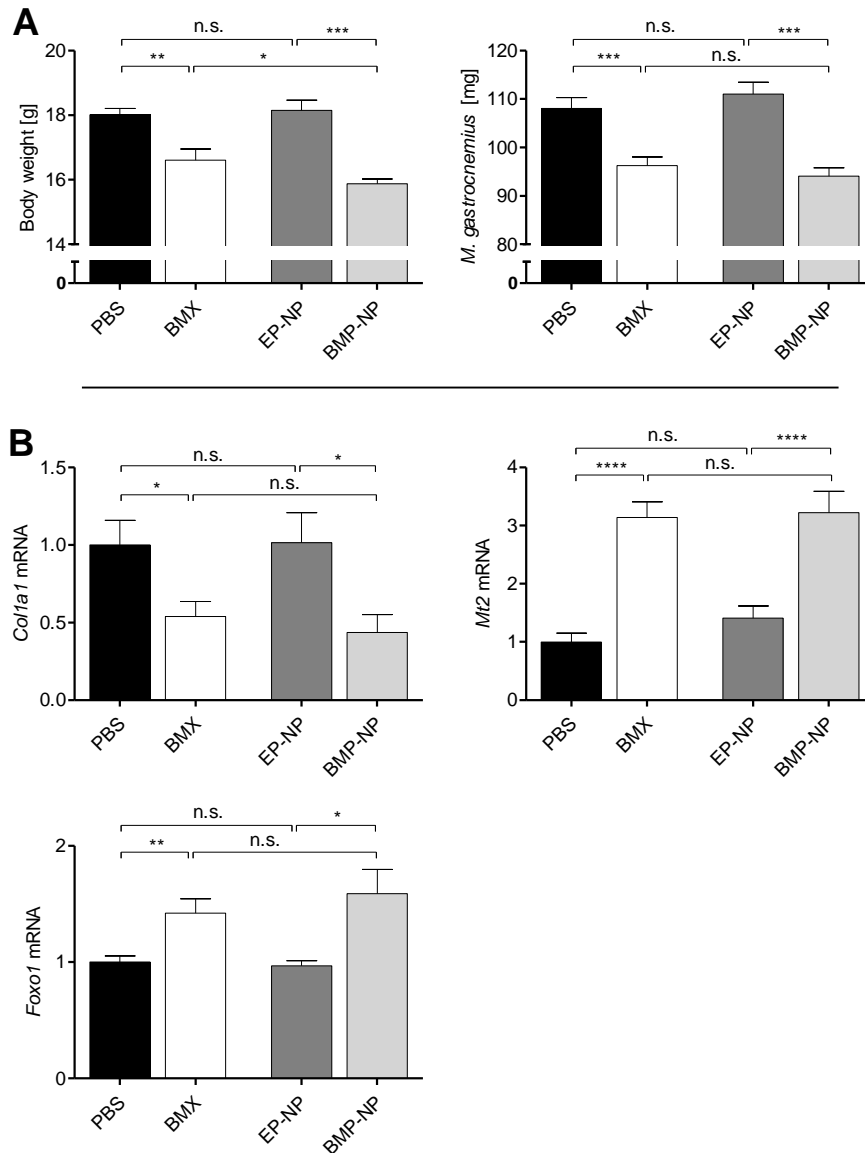 A
n.s.
***
**
*
20
18
16
14
0
Body weight [g]
PBS
BMX
EP-NP
BMP-NP
n.s.
***
***
n.s.
120
110
100
90
80
0
M. gastrocnemius [mg]
PBS
BMX
EP-NP
BMP-NP
B
n.s.
*
*
n.s.
1.5
1.0
0.5
0.0
Col1a1 mRNA
PBS
BMX
EP-NP
BMP-NP
n.s.
****
****
n.s.
4
3
2
1
0
Mt2 mRNA
PBS
BMX
EP-NP
BMP-NP
n.s.
*
**
n.s.
2
1
0
Foxo1 mRNA
PBS
BMX
EP-NP
BMP-NP